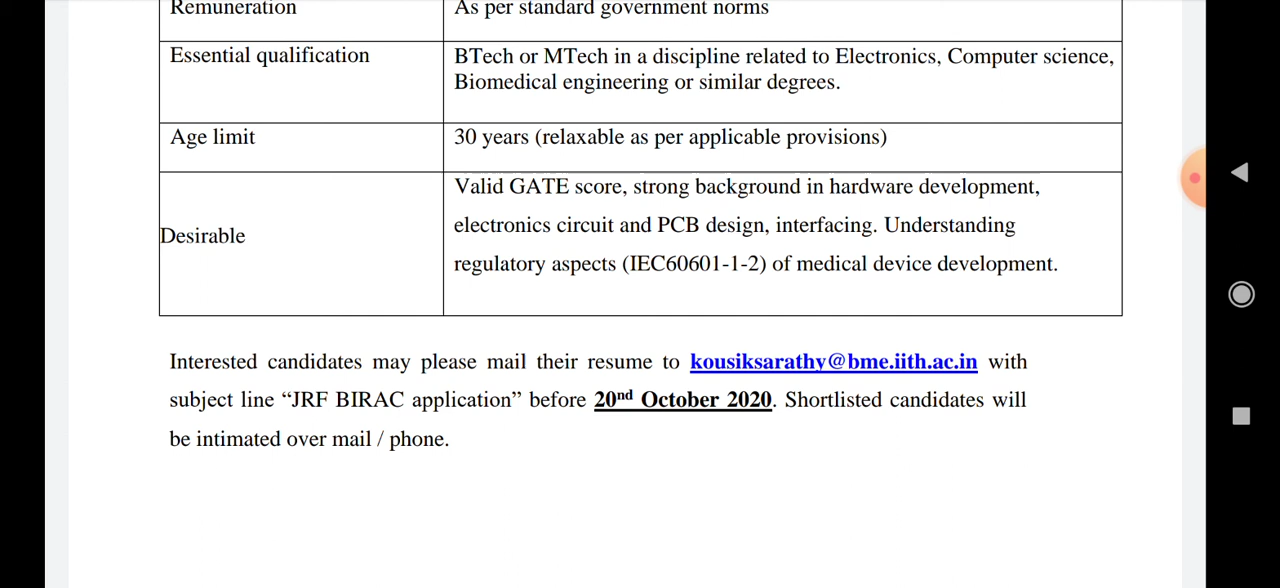 Remuneration As per standard government norms
Essential qualification BTech or MTech in a discipline related to Electronics, Computer science,
Biomedical engineering or similar degrees.
Age limit 30 years (relaxable as per applicable provisions)
Valid GATE score, strong background in hardware development,
Desirable electronics circuit and PCB design, interfacing. Understanding
regulatory aspects (IEC60601-1-2) of medical device development.
Interested candidates may please mail their resume to kousiksarathy@bme.iith.ac.in with
subject line “JRF BIRAC application” before 20nd October 2020. Shortlisted candidates will
be intimated over mail / phone.